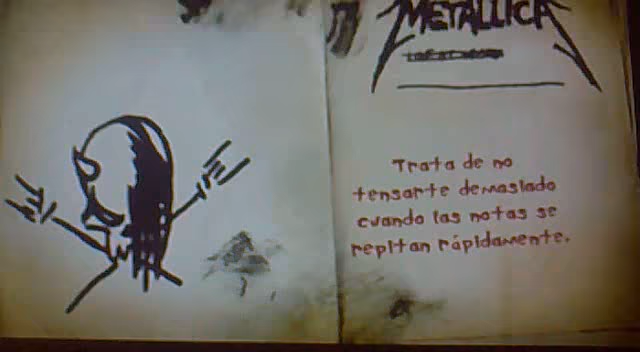 METALLICA
Trata de no
tensarte demasiado
cuando las notas se
repitan rápidamente.